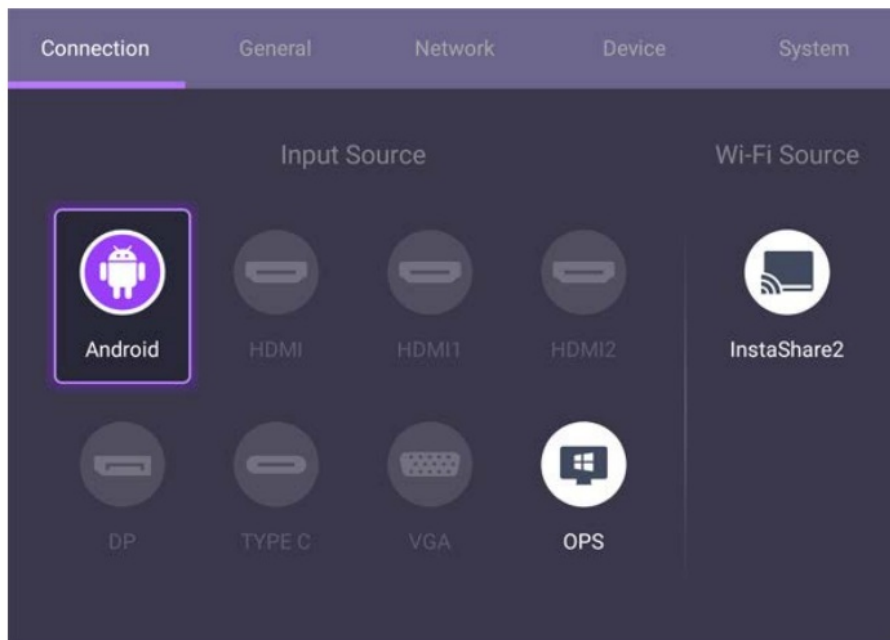 Connection General Network Device System
Input Source Wi-Fi Source
Android HDMI HDMI1 HDMI2 InstaShare2
DP TYPE C VGA OPS